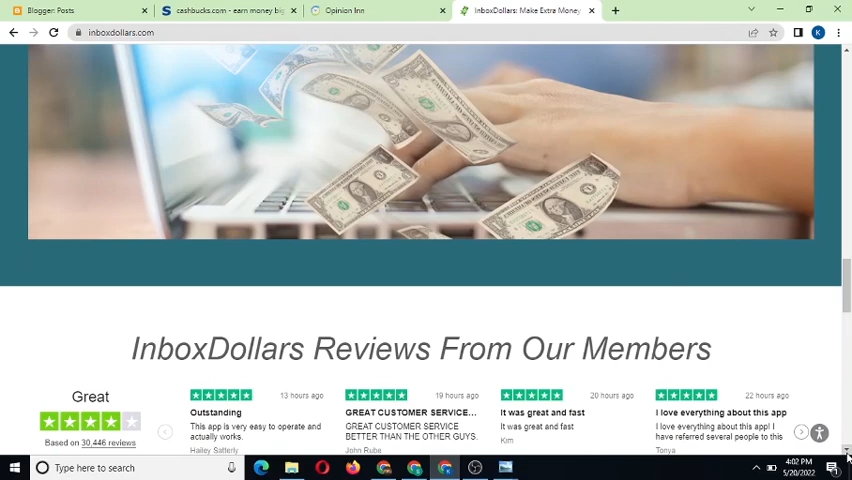 Blogger: Posts
cashbucks.com - earn money big
Opinion Inn
InboxDollars: Make Extra Money
inboxdollars.com
K
InboxDollars Reviews From Our Members
Great
Based on 30,446 reviews
13 hours ago
Outstanding
This app is very easy to operate and
actually works.
Hailey Satterly
19 hours ago
GREAT CUSTOMER SERVICE...
GREAT CUSTOMER SERVICE
BETTER THAN THE OTHER GUYS.
John Rube
20 hours ago
It was great and fast
It was great and fast
Kim
22 hours ago
I love everything about this app
I love everything about this app! I
have referred several people to this
Tonya
Type here to search
4:02 PM
5/20/2022